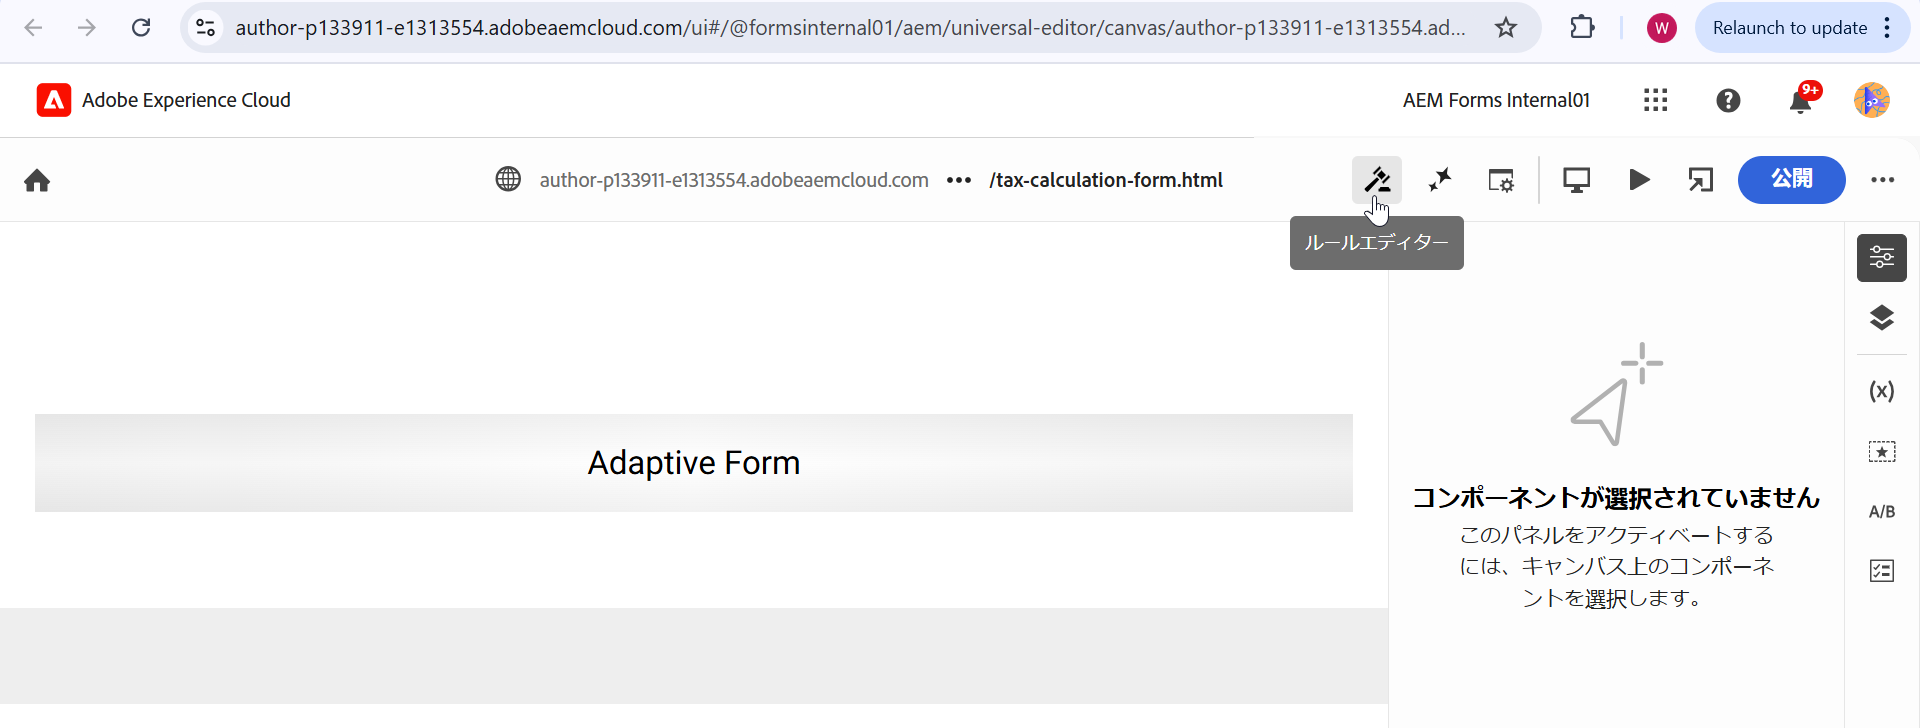 author-p133911-e1313554.adobeaemcloud.com/ui#/@formsinternal01/aem/universal-editor/canvas/author-p133911-e1313554.ad...
W
Relaunch to update
Adobe Experience Cloud
AEM Forms Internal01
9+
author-p133911-e1313554.adobeaemcloud.com ••• /tax-calculation-form.html
公開
ルールエディター
Adaptive Form
コンポーネントが選択されていません
このパネルをアクティベートする
には、キャンバス上のコンポーネ
ントを選択します。
(x)
A/B